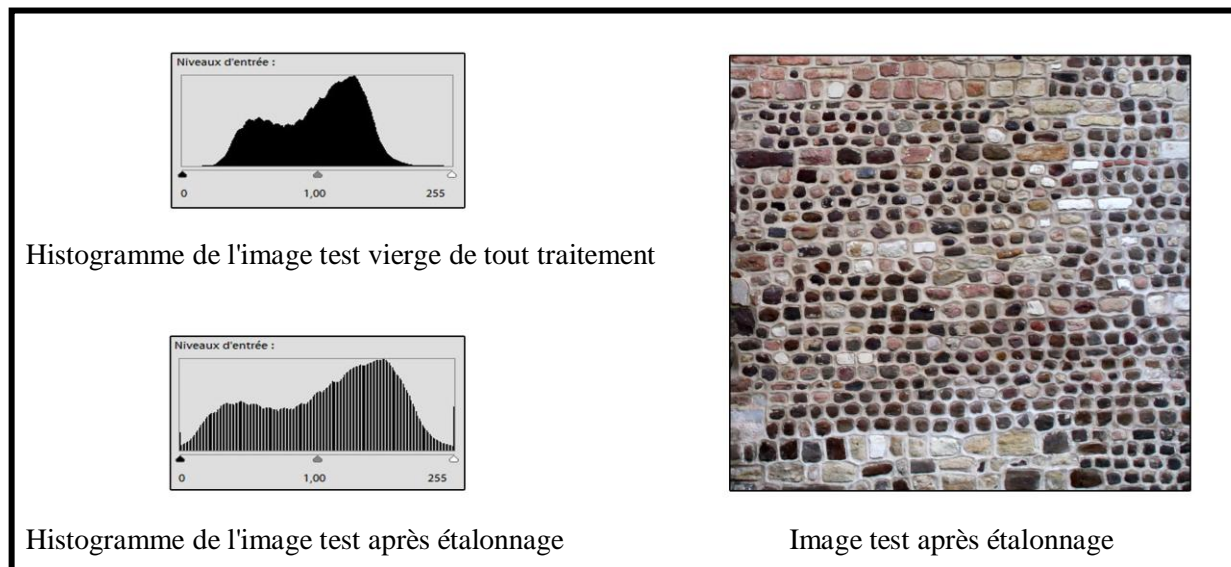 Niveaux d'entrée :
0 1,00 255
Histogramme de l'image test vierge de tout traitement
Niveaux d'entrée :
0 1,00 255
Histogramme de l'image test après étalonnage
Image test après étalonnage